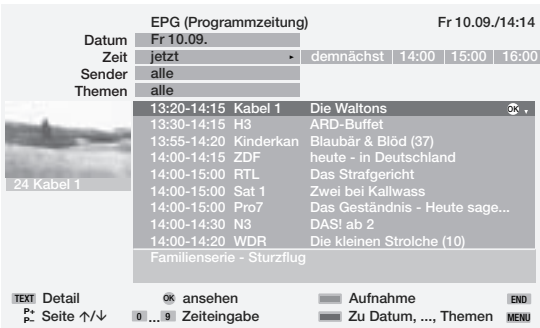 EPG (Programmzeitung) Fr 10.09./14:14
Datum Fr 10.09.
Zeit jetzt demnächst 14:00 15:00 16:00
Sender alle
Themen alle
13:20-14:15 Kabel 1 Die Waltons OK
13:30-14:15 H3 ARD-Buffet
13:55-14:20 Kinderkan Blaubär & Blöd (37)
14:00-14:15 ZDF heute - in Deutschland
14:00-15:00 RTL Das Strafgericht
14:00-15:00 Sat 1 Zwei bei Kallwass
14:00-15:00 Pro7 Das Geständnis - Heute sage...
14:00-14:30 N3 DAS! ab 2
14:00-14:20 WDR Die kleinen Strolche (10)
24 Kabel 1
Familienserie - Sturzflug
TEXT Detail OK ansehen Aufnahme END
P+ P– Seite ↑/↓ 0 ... 9 Zeiteingabe Zu Datum, ..., Themen MENU